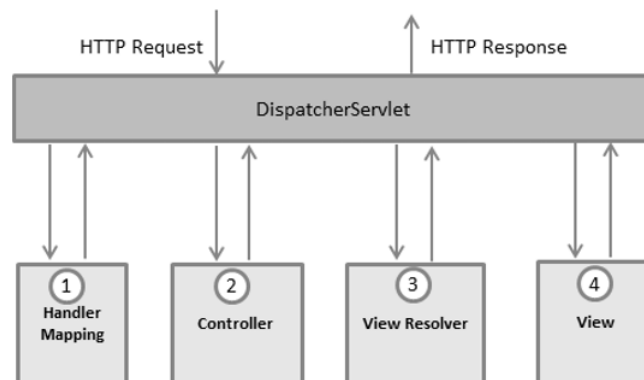 HTTP Request
HTTP Response
DispatcherServlet
1
Handler
Mapping
2
Controller
3
View Resolver
4
View